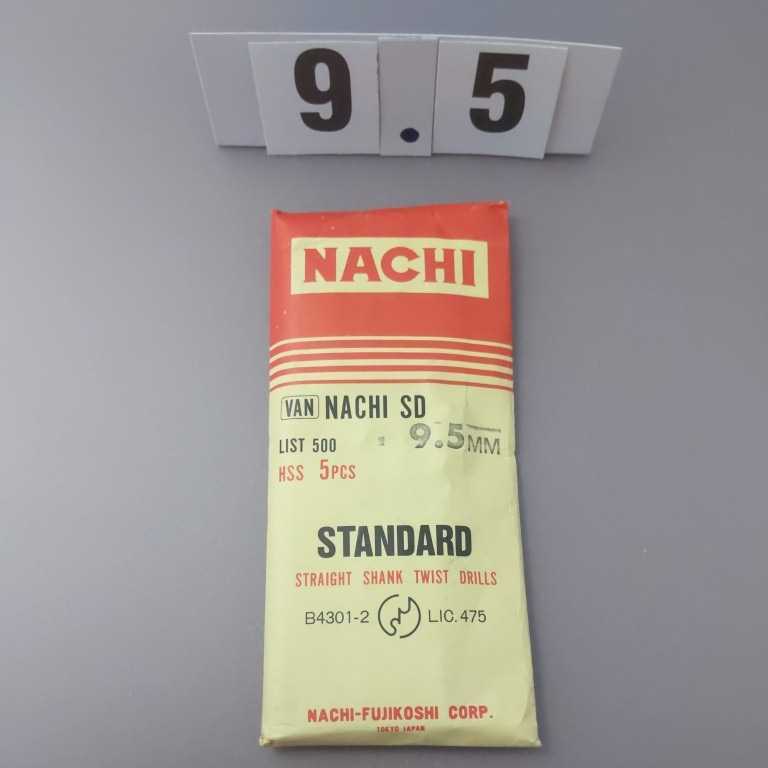 9.5
NACHI
VAN NACHI SD
LIST 500
9.5MM
HSS 5PCS
STANDARD
STRAIGHT SHANK TWIST DRILLS
B4301-2 LIC. 475
NACHI-FUJIKOSHI CORP.
TOKYO JAPAN